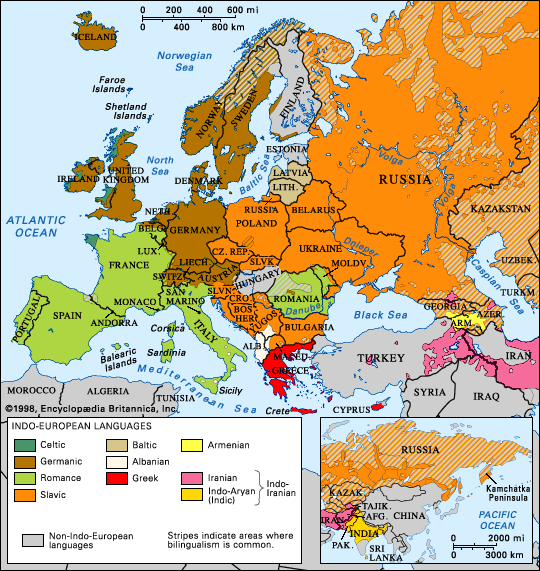 0 200 400 600 mi
0 200 400 600 800 km
ICELAND
Norwegian
Sea
Faroe
Islands
Shetland
Islands
NORWAY
SWEDEN
FINLAND
ESTONIA
LATVIA
LITH.
Baltic Sea
North
Sea
IRELAND
UNITED
KINGDOM
DENMARK
RUSSIA
Volga
Volga
ATLANTIC
OCEAN
NETH.
BELG.
LUX.
GERMANY
RUSSIA
POLAND
BELARUS
KAZAKSTAN
UKRAINE
Dnieper
CZ. REP.
SLVK.
MOLDV.
FRANCE
LIECH.
SWITZ.
AUSTRIA
HUNGARY
SLVN.
CRO.
BOS.
HER.
YUGOS.
ROMANIA
Danube
BULGARIA
UZBEK.
TURKM.
Caspian Sea
SAN
MARINO
MONACO
ITALY
ANDORRA
SPAIN
PORTUGAL
Corsica
Sardinia
Balearic
Islands
Sicily
Mediterranean Sea
ALB.
MACED.
GREECE
Crete
CYPRUS
Black Sea
GEORGIA
ARM.
AZER.
TURKEY
IRAN
SYRIA
IRAQ
MOROCCO
ALGERIA
TUNISIA
©1998, Encyclopædia Britannica, Inc.
INDO-EUROPEAN LANGUAGES
Celtic
Germanic
Romance
Slavic
Baltic
Albanian
Greek
Armenian
Iranian
Indo-Aryan
(Indic)
Indo-
Iranian
Non-Indo-European
languages
Stripes indicate areas where
bilingualism is common.
RUSSIA
Kamchatka
Peninsula
KAZAK.
TAJIK.
AFG.
CHINA
IRAN
PAK.
INDIA
SRI
LANKA
PACIFIC
OCEAN
0 2000 mi
0 3000 km